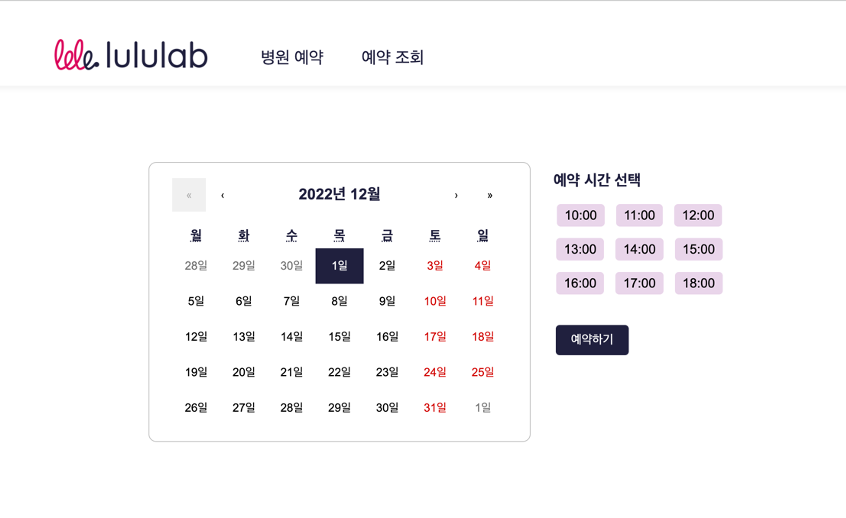 lele. lululab 병원 예약 예약 조회
« ‹ 2022년 12월 › »
월 화 수 목 금 토 일
28일 29일 30일 1일 2일 3일 4일
5일 6일 7일 8일 9일 10일 11일
12일 13일 14일 15일 16일 17일 18일
19일 20일 21일 22일 23일 24일 25일
26일 27일 28일 29일 30일 31일 1일
예약 시간 선택
10:00 11:00 12:00
13:00 14:00 15:00
16:00 17:00 18:00
예약하기